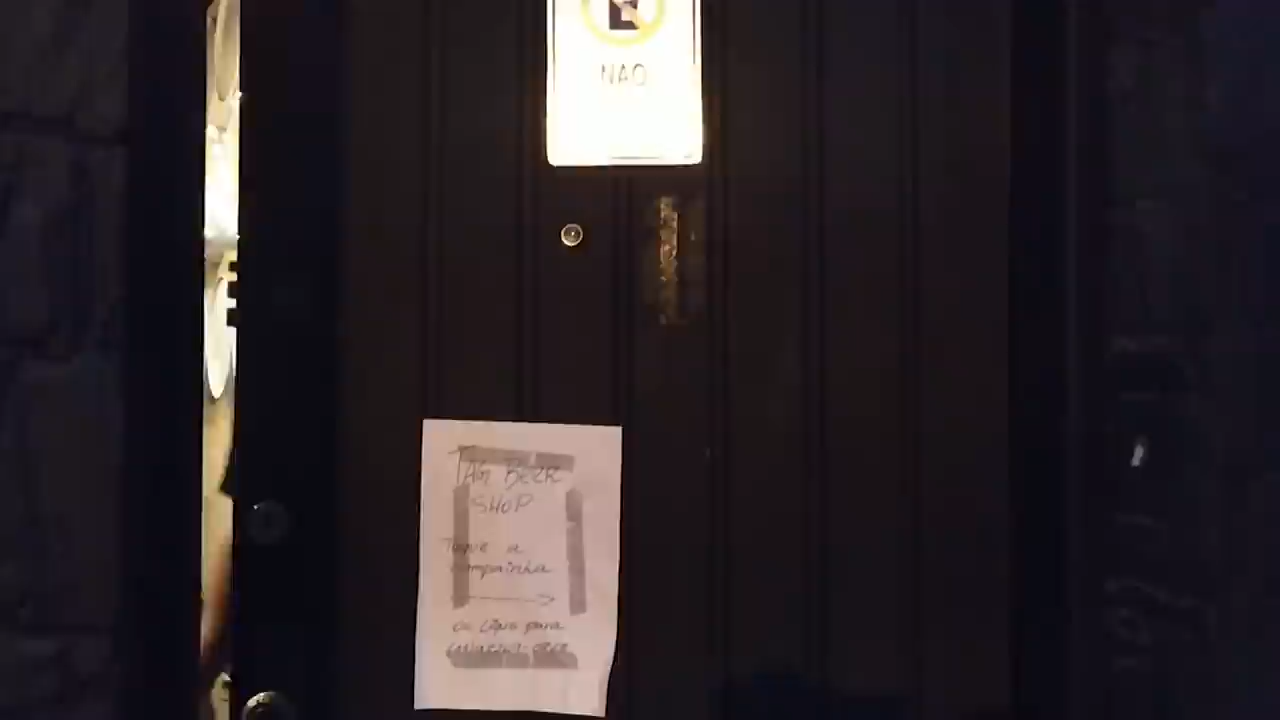 NÃO
TAG BEER
SHOP
Toque a
campainha
ou ligue para